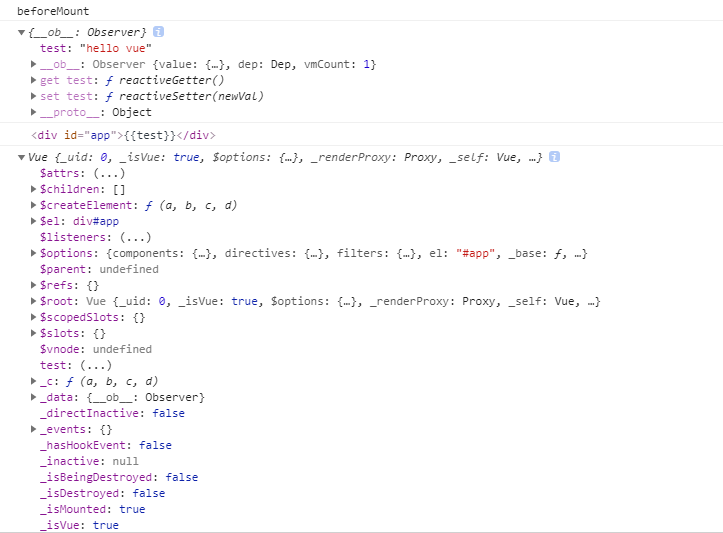 beforeMount
▼{__ob__: Observer} i
test: "hello vue"
▶__ob__: Observer {value: {…}, dep: Dep, vmCount: 1}
▶get test: ƒ reactiveGetter()
▶set test: ƒ reactiveSetter(newVal)
▶__proto__: Object
<div id="app">{{test}}</div>
▼Vue {_uid: 0, _isVue: true, $options: {…}, _renderProxy: Proxy, _self: Vue, …} i
$attrs: (...)
▶$children: []
▶$createElement: ƒ (a, b, c, d)
▶$el: div#app
$listeners: (...)
▶$options: {components: {…}, directives: {…}, filters: {…}, el: "#app", _base: ƒ, …}
$parent: undefined
▶$refs: {}
▶$root: Vue {_uid: 0, _isVue: true, $options: {…}, _renderProxy: Proxy, _self: Vue, …}
▶$scopedSlots: {}
▶$slots: {}
$vnode: undefined
test: (...)
▶_c: ƒ (a, b, c, d)
▶_data: {__ob__: Observer}
_directInactive: false
▶_events: {}
_hasHookEvent: false
_inactive: null
_isBeingDestroyed: false
_isDestroyed: false
_isMounted: true
_isVue: true